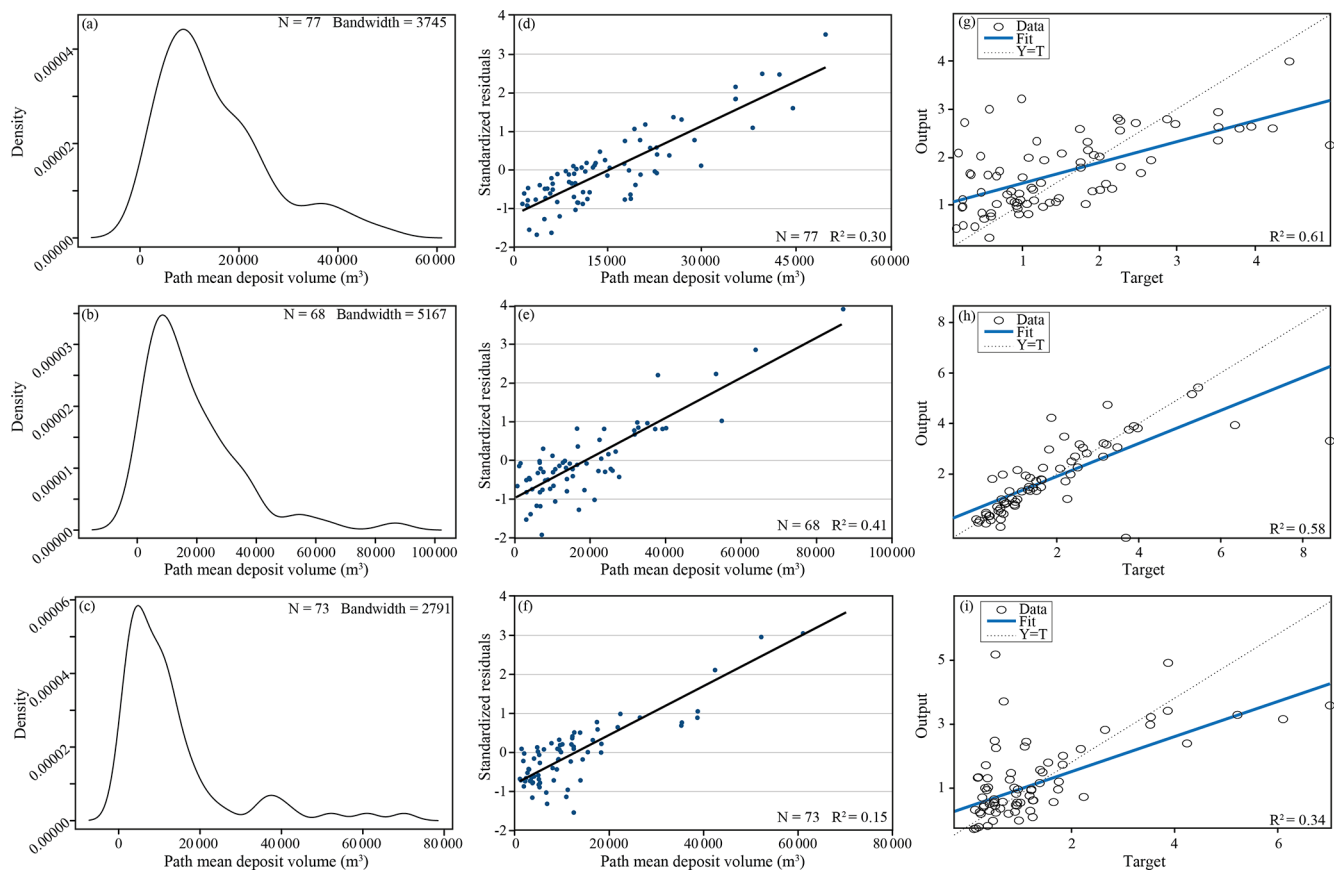 (a)
N = 77 Bandwidth = 3745
Density
0.00004
0.00002
0.00000
0
20000
40000
60000
Path mean deposit volume (m³)
(d)
Standardized residuals
4
3
2
1
0
-1
-2
N = 77 R² = 0.30
0
15000
30000
45000
60000
Path mean deposit volume (m³)
(g)
Data
Fit
Y=T
Output
4
3
2
1
R² = 0.61
1
2
3
4
Target
(b)
N = 68 Bandwidth = 5167
Density
0.00003
0.00002
0.00001
0.00000
0
20000
40000
60000
80000
100000
Path mean deposit volume (m³)
(e)
Standardized residuals
4
3
2
1
0
-1
-2
N = 68 R² = 0.41
0
20000
40000
60000
80000
100000
Path mean deposit volume (m³)
(h)
Data
Fit
Y=T
Output
8
6
4
2
R² = 0.58
2
4
6
8
Target
(c)
N = 73 Bandwidth = 2791
Density
0.00006
0.00004
0.00002
0.00000
0
20000
40000
60000
80000
Path mean deposit volume (m³)
(f)
Standardized residuals
4
3
2
1
0
-1
-2
N = 73 R² = 0.15
0
20000
40000
60000
80000
Path mean deposit volume (m³)
(i)
Data
Fit
Y=T
Output
5
3
1
R² = 0.34
2
4
6
Target